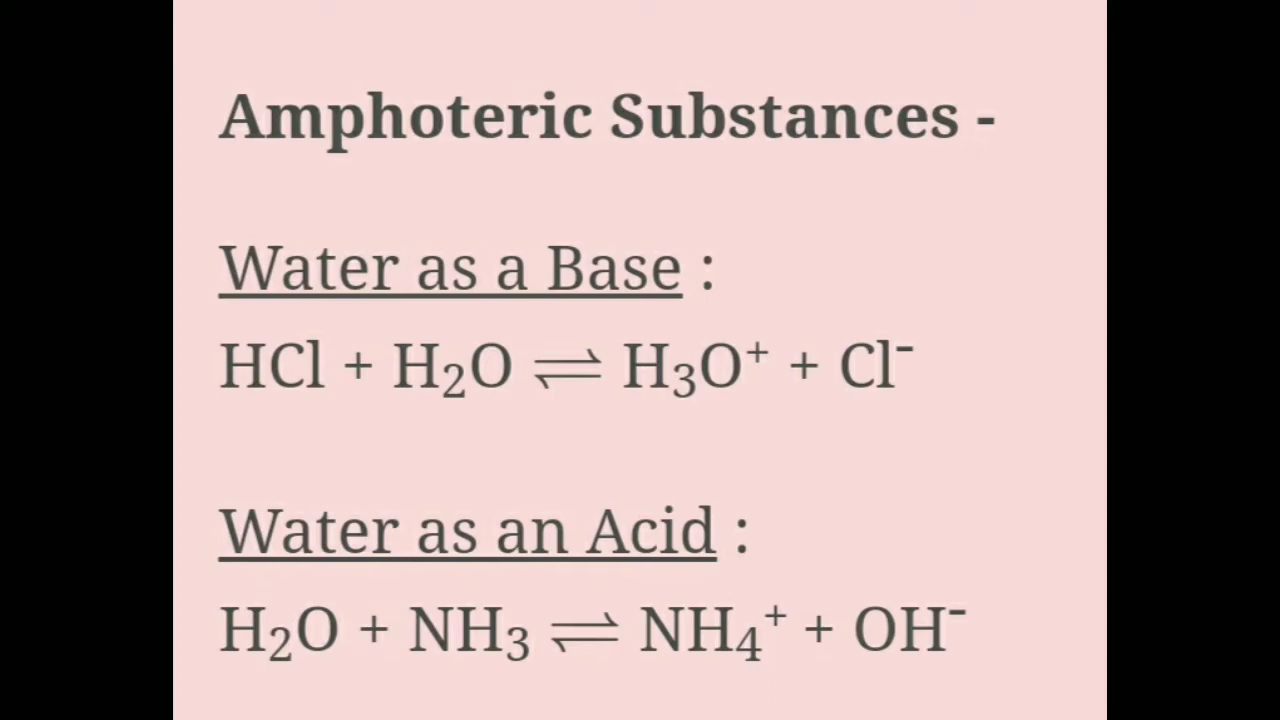 Amphoteric Substances -
Water as a Base :
HCl + H₂O ⇌ H₃O⁺ + Cl⁻
Water as an Acid :
H₂O + NH₃ ⇌ NH₄⁺ + OH⁻